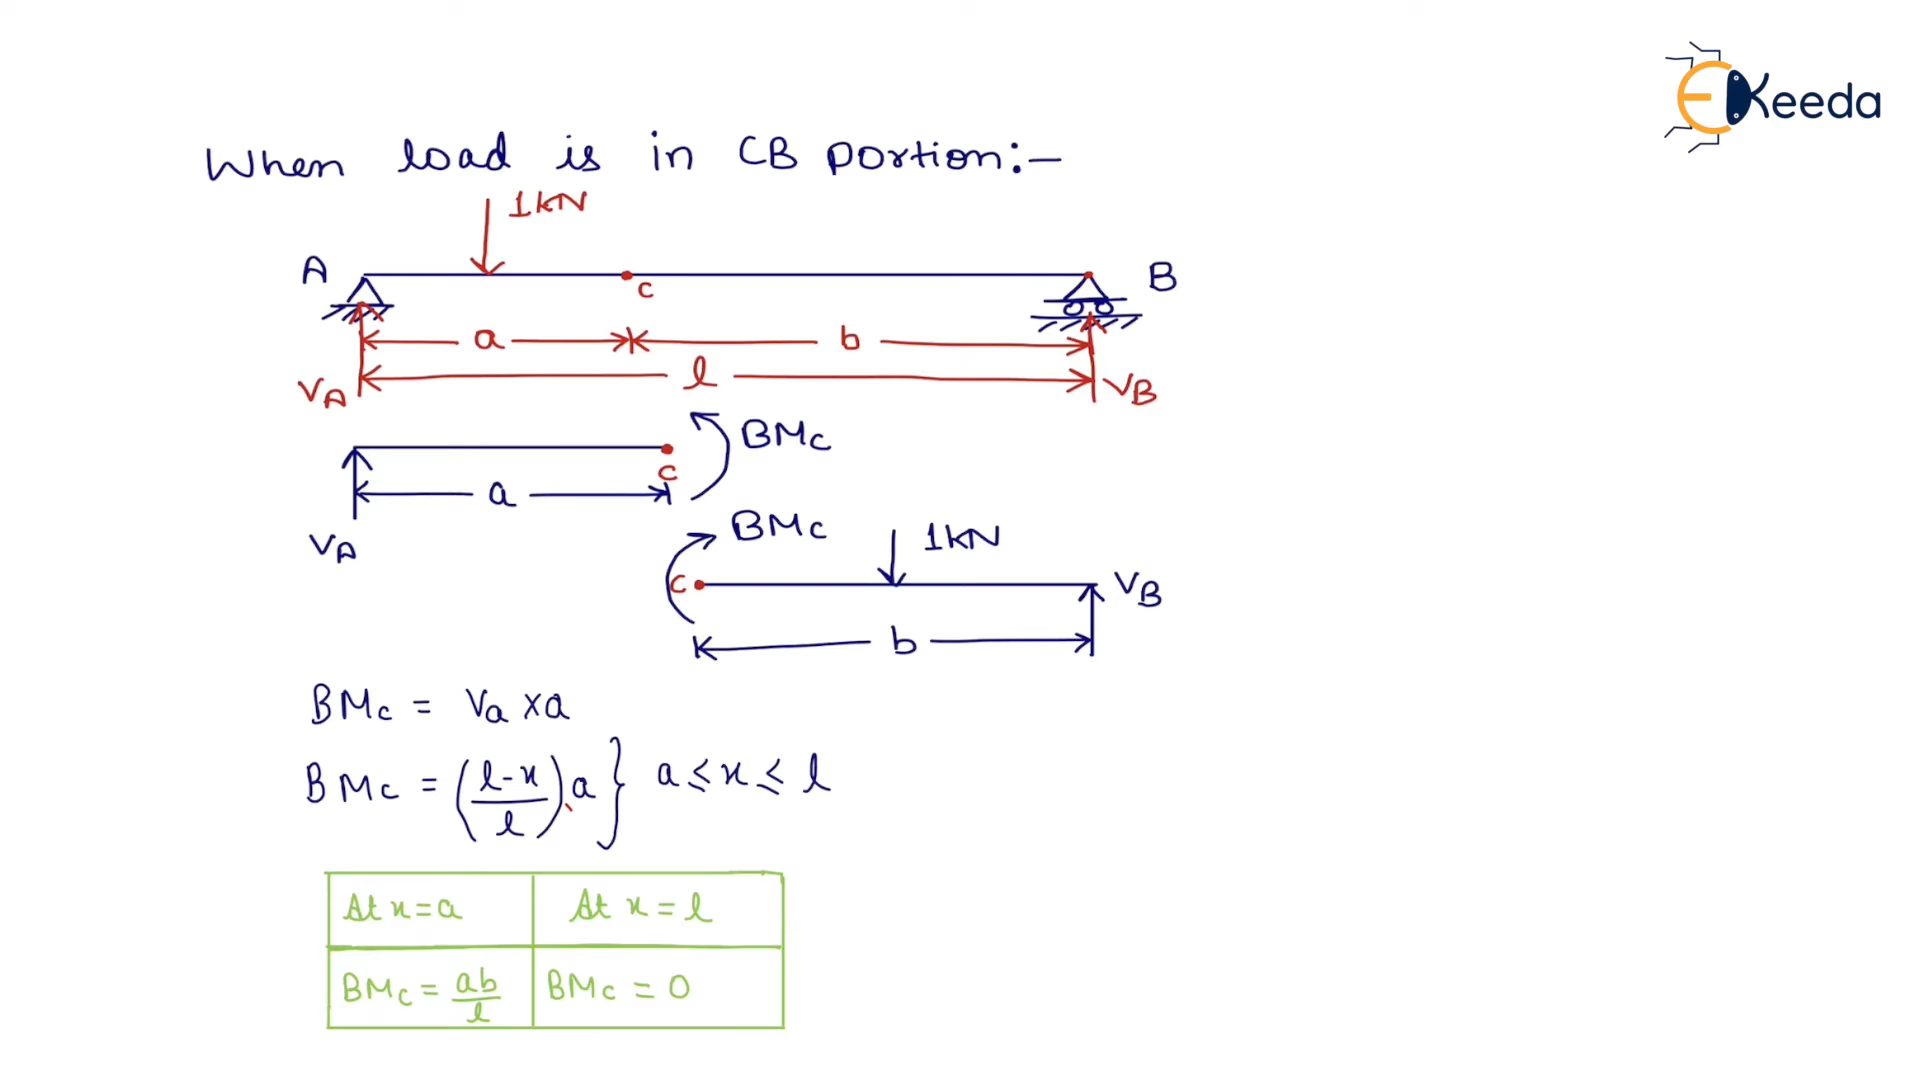 EKeeda
When load is in CB portion:-
1kN
A
B
C
a
b
l
VA
VB
BMc
C
a
VA
BMc
1kN
C
VB
b
BMc = Va x a
BMc = (l-x/l).a} a ≤ x ≤ l
At x = a
At x = l
BMc = ab/l
BMc = 0